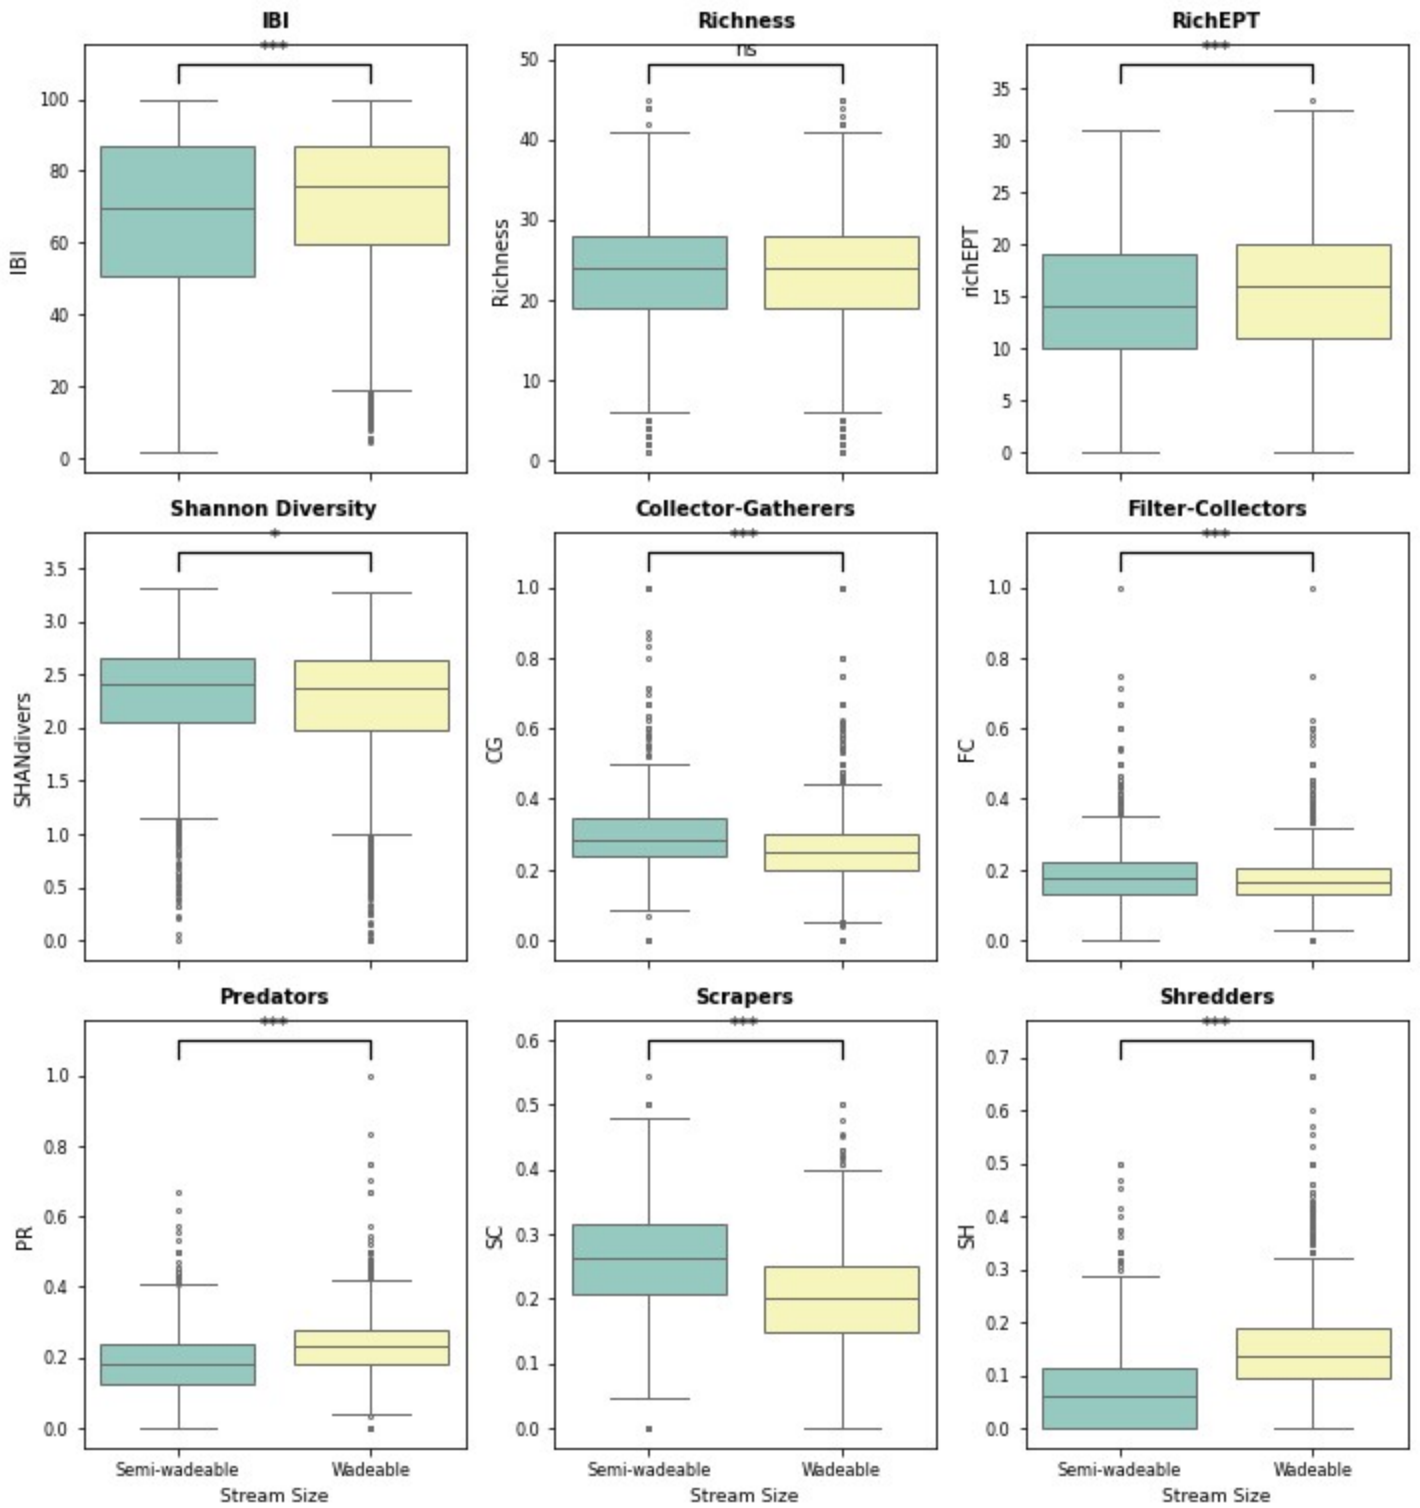 IBI
***
100
80
60
40
20
0
IBI
Richness
ns
50
40
30
20
10
0
Richness
RichEPT
***
35
30
25
20
15
10
5
0
richEPT
Shannon Diversity
*
3.5
3.0
2.5
2.0
1.5
1.0
0.5
0.0
SHANdivers
Collector-Gatherers
***
1.0
0.8
0.6
0.4
0.2
0.0
CG
Filter-Collectors
***
1.0
0.8
0.6
0.4
0.2
0.0
FC
Predators
***
1.0
0.8
0.6
0.4
0.2
0.0
PR
Semi-wadeable Wadeable
Stream Size
Scrapers
***
0.6
0.5
0.4
0.3
0.2
0.1
0.0
SC
Semi-wadeable Wadeable
Stream Size
Shredders
***
0.7
0.6
0.5
0.4
0.3
0.2
0.1
0.0
SH
Semi-wadeable Wadeable
Stream Size